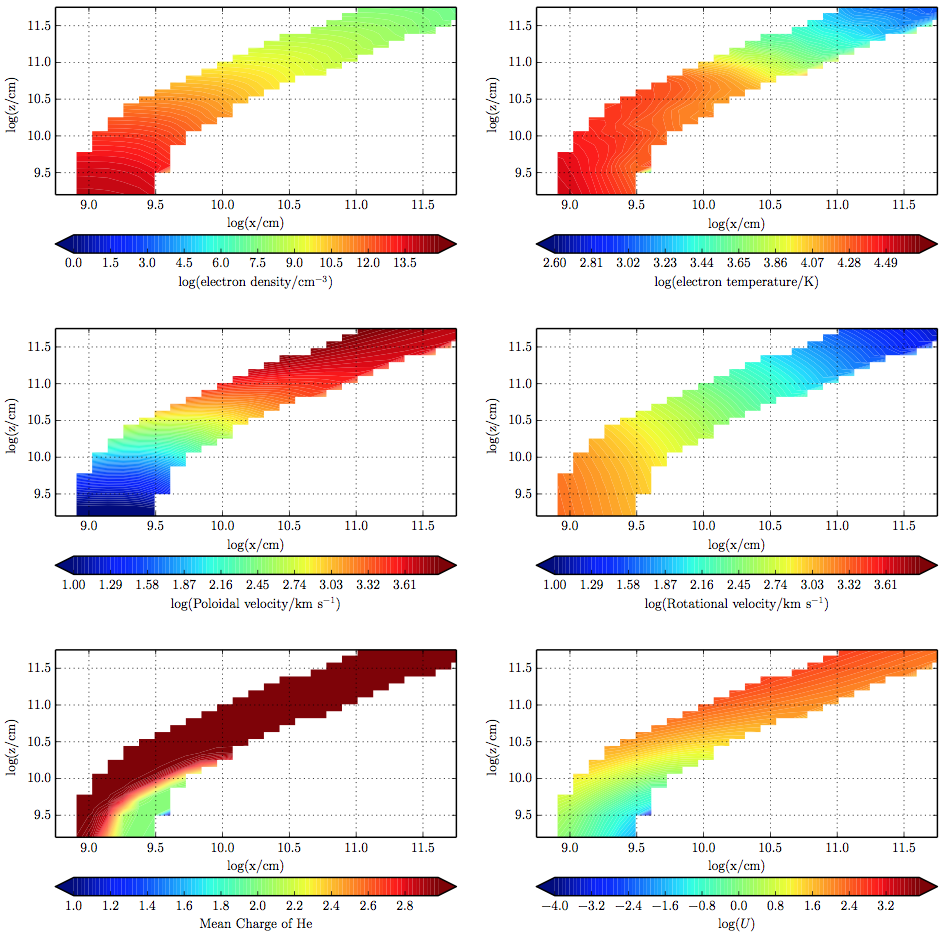 11.5 11.0 10.5 10.0 9.5
log(z/cm)
9.0 9.5 10.0 10.5 11.0 11.5
log(x/cm)
0.0 1.5 3.0 4.5 6.0 7.5 9.0 10.5 12.0 13.5
log(electron density/cm⁻³)
11.5 11.0 10.5 10.0 9.5
log(z/cm)
9.0 9.5 10.0 10.5 11.0 11.5
log(x/cm)
2.60 2.81 3.02 3.23 3.44 3.65 3.86 4.07 4.28 4.49
log(electron temperature/K)
11.5 11.0 10.5 10.0 9.5
log(z/cm)
9.0 9.5 10.0 10.5 11.0 11.5
log(x/cm)
1.00 1.29 1.58 1.87 2.16 2.45 2.74 3.03 3.32 3.61
log(Poloidal velocity/km s⁻¹)
11.5 11.0 10.5 10.0 9.5
log(z/cm)
9.0 9.5 10.0 10.5 11.0 11.5
log(x/cm)
1.00 1.29 1.58 1.87 2.16 2.45 2.74 3.03 3.32 3.61
log(Rotational velocity/km s⁻¹)
11.5 11.0 10.5 10.0 9.5
log(z/cm)
9.0 9.5 10.0 10.5 11.0 11.5
log(x/cm)
1.0 1.2 1.4 1.6 1.8 2.0 2.2 2.4 2.6 2.8
Mean Charge of He
11.5 11.0 10.5 10.0 9.5
log(z/cm)
9.0 9.5 10.0 10.5 11.0 11.5
log(x/cm)
−4.0 −3.2 −2.4 −1.6 −0.8 0.0 0.8 1.6 2.4 3.2
log(U)